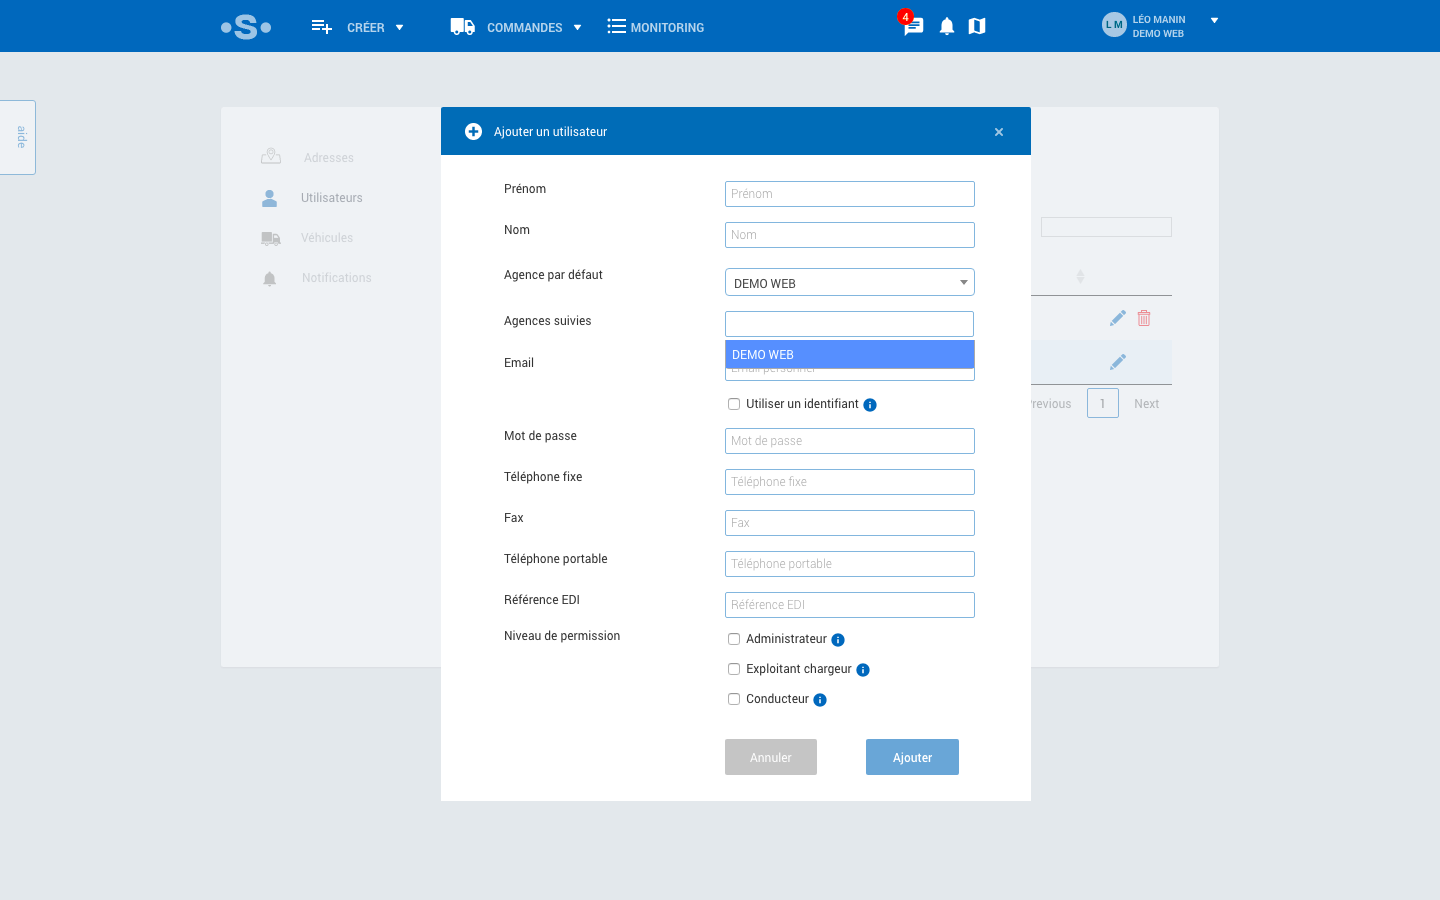 S
CRÉER
COMMANDES
MONITORING
4
L M
LÉO MANIN
DEMO WEB
aide
Adresses
Utilisateurs
Véhicules
Notifications
Ajouter un utilisateur
×
Prénom
Prénom
Nom
Nom
Agence par défaut
DEMO WEB
Agences suivies
DEMO WEB
Email
Email personnel
Utiliser un identifiant
Mot de passe
Mot de passe
Téléphone fixe
Téléphone fixe
Fax
Fax
Téléphone portable
Téléphone portable
Référence EDI
Référence EDI
Niveau de permission
Administrateur
Exploitant chargeur
Conducteur
Annuler
Ajouter
Previous
1
Next